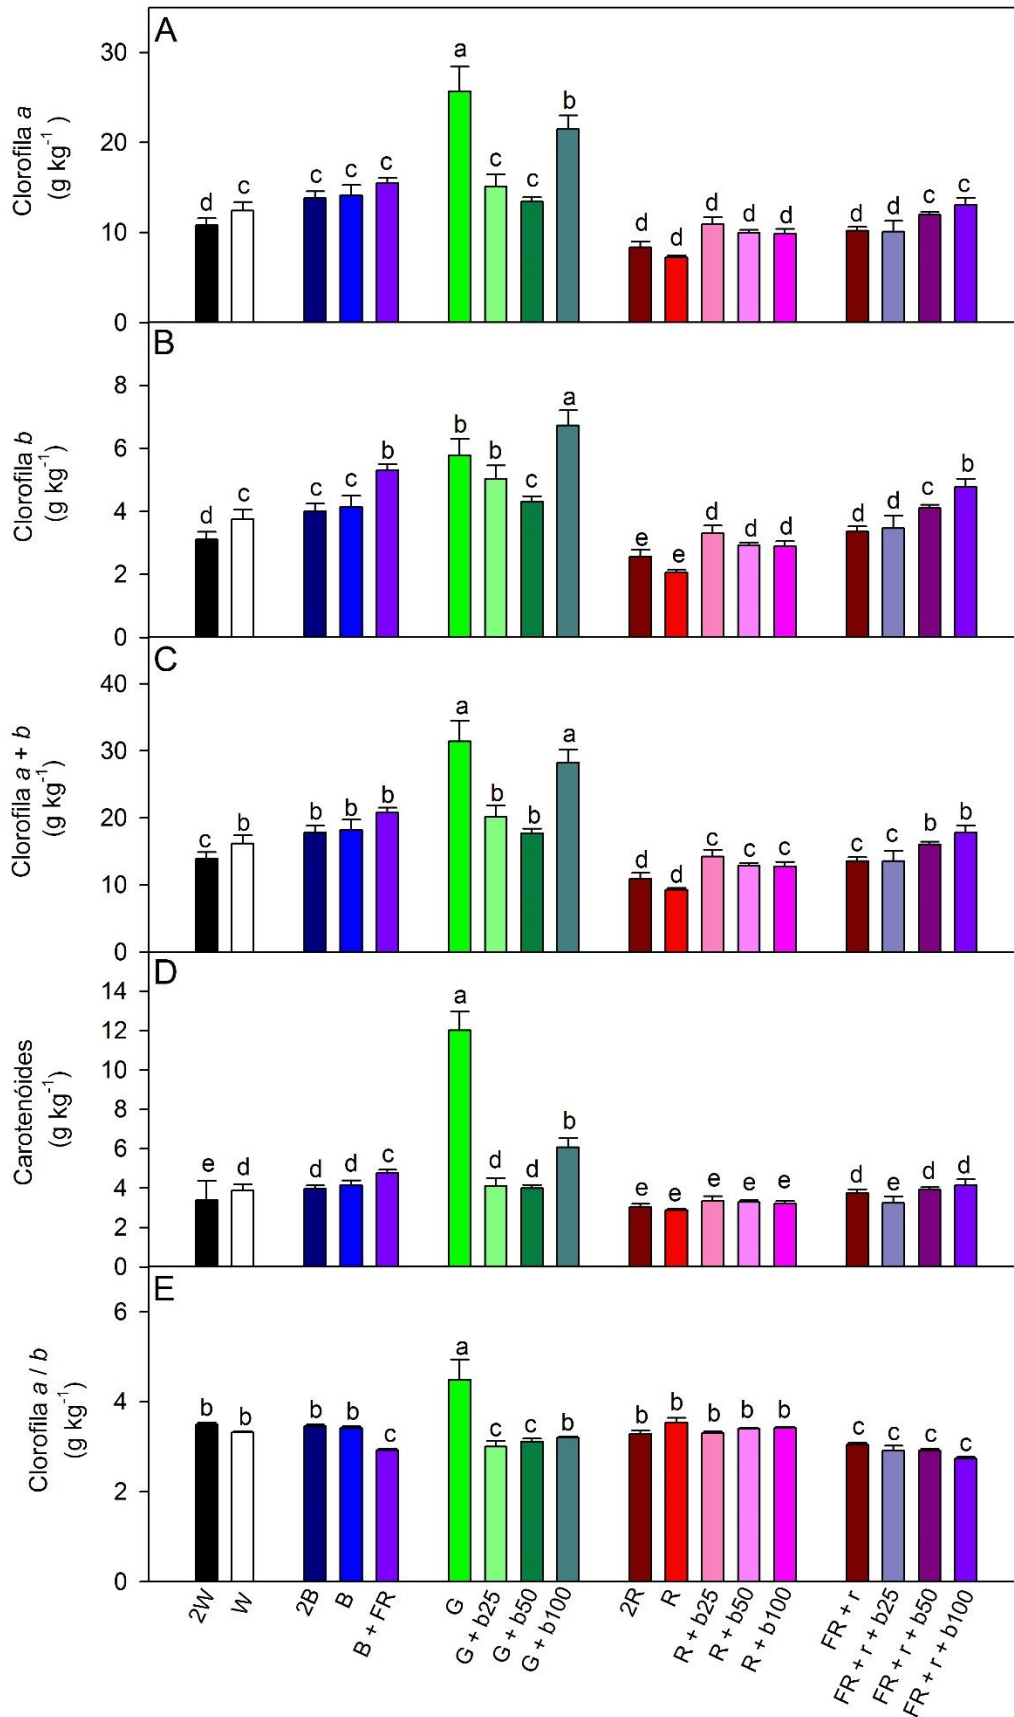 A
Clorofila a
(g kg-1)
30
20
10
0
d c c c c a c c b d d d d d d d c c
B
Clorofila b
(g kg-1)
8
6
4
2
0
d c c c b b b c a e e d d d d d c b
C
Clorofila a + b
(g kg-1)
40
30
20
10
0
c b b b b a b b a d d c c c c c b b
D
Carotenóides
(g kg-1)
14
12
10
8
6
4
2
0
e d d d c a d d b e e e e e d e d d
E
Clorofila a / b
(g kg-1)
6
4
2
0
b b b b c a c c b b b b b b c c c c
2W
W
2B
B
B + FR
G
G + b25
G + b50
G + b100
2R
R
R + b25
R + b50
R + b100
FR + r
FR + r + b25
FR + r + b50
FR + r + b100